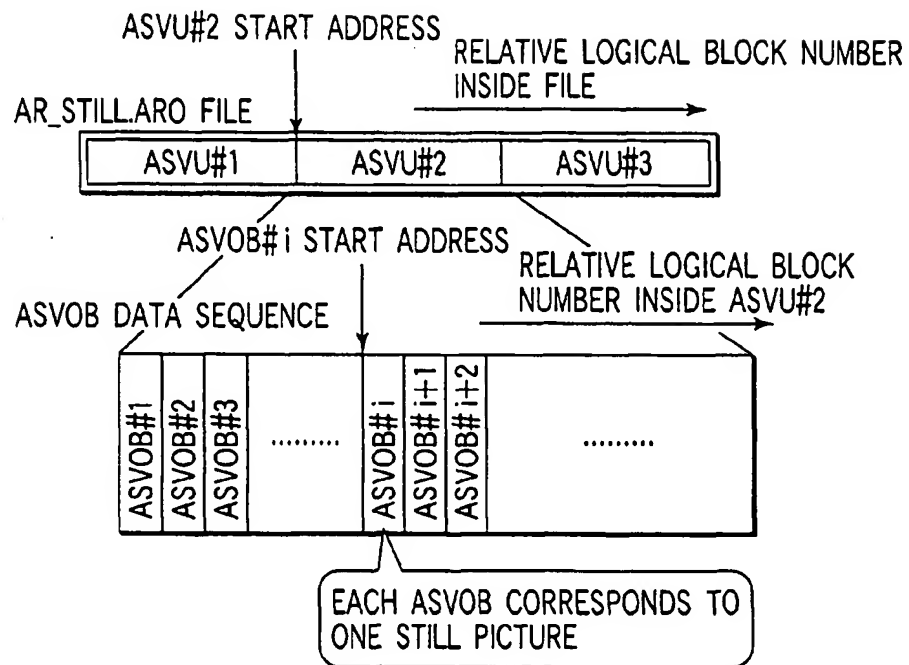 ASVU#2 START ADDRESS
RELATIVE LOGICAL BLOCK NUMBER
INSIDE FILE
AR_STILL.ARO FILE
ASVU#1
ASVU#2
ASVU#3
ASVOB#i START ADDRESS
RELATIVE LOGICAL BLOCK
NUMBER INSIDE ASVU#2
ASVOB DATA SEQUENCE
ASVOB#1
ASVOB#2
ASVOB#3
.........
ASVOB#i
ASVOB#i+1
ASVOB#i+2
.........
EACH ASVOB CORRESPONDS TO
ONE STILL PICTURE